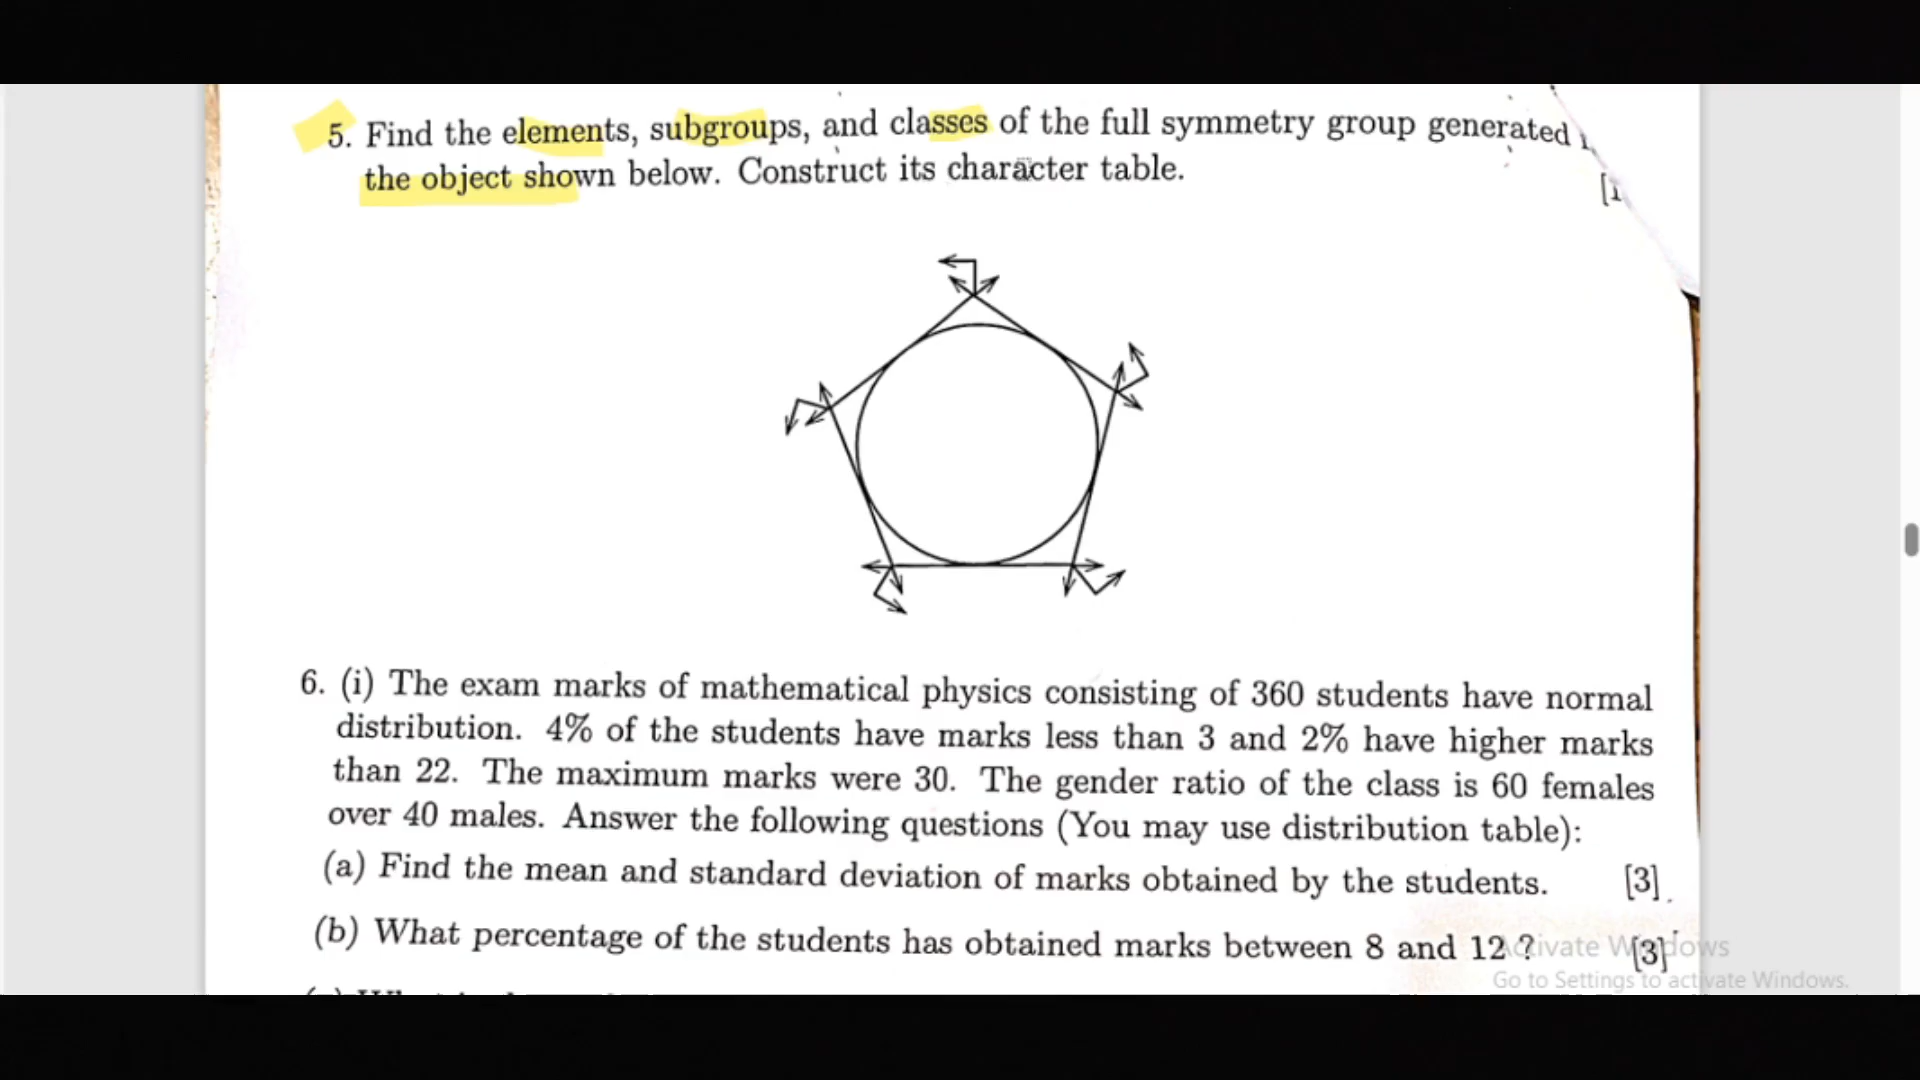 5. Find the elements, subgroups, and classes of the full symmetry group generated
the object shown below. Construct its character table.
6. (i) The exam marks of mathematical physics consisting of 360 students have normal
distribution. 4% of the students have marks less than 3 and 2% have higher marks
than 22. The maximum marks were 30. The gender ratio of the class is 60 females
over 40 males. Answer the following questions (You may use distribution table):
(a) Find the mean and standard deviation of marks obtained by the students. [3]
(b) What percentage of the students has obtained marks between 8 and 12 ? [3]
Activate Windows
Go to Settings to activate Windows.